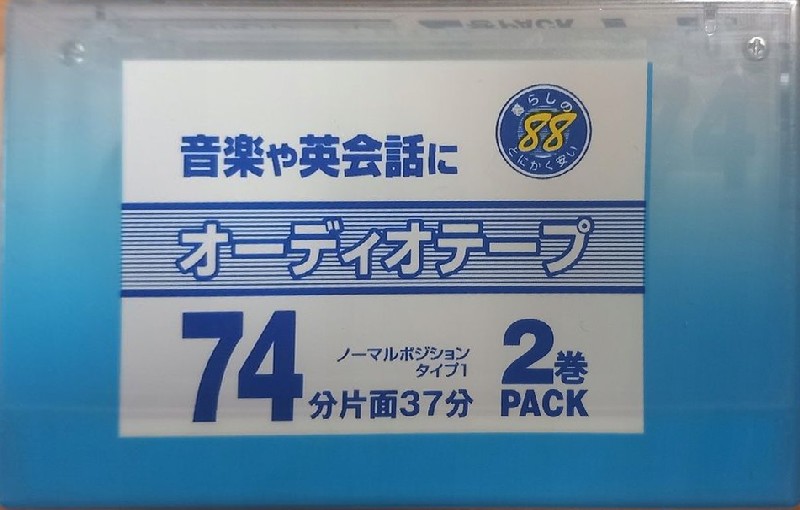 暮らしの
88
とにかく安い
音楽や英会話に
オーディオテープ
74
分片面37分
ノーマルポジション
タイプ1
2巻
PACK